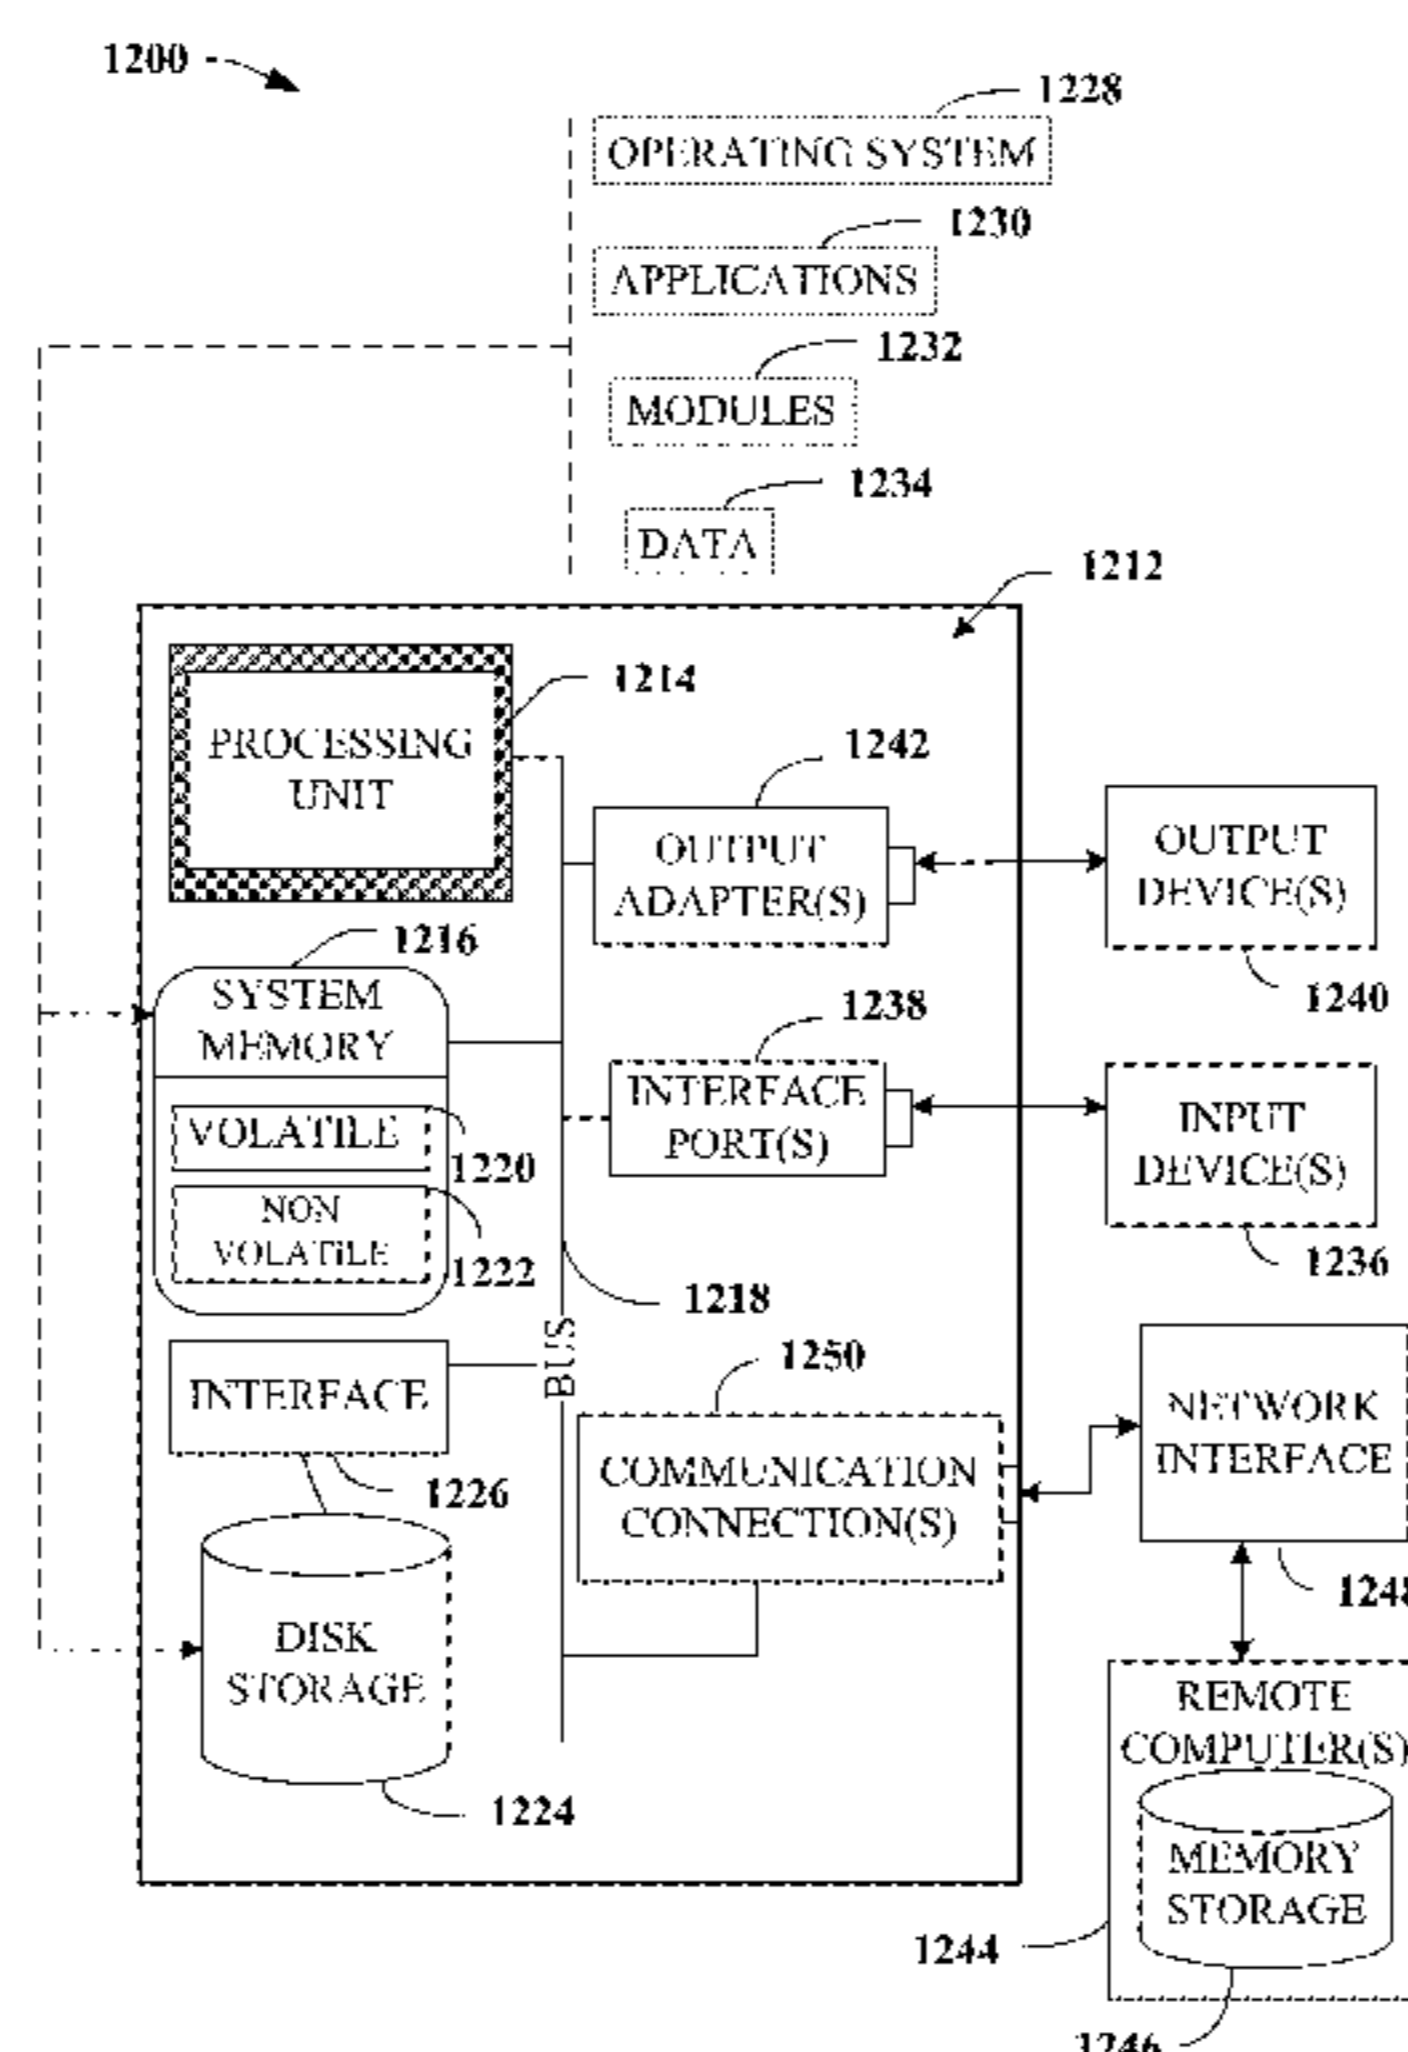 1200
1228
OPERATING SYSTEM
1230
APPLICATIONS
1232
MODULES
1234
DATA
1212
1214
PROCESSING
UNIT
1242
OUTPUT
ADAPTER(S)
OUTPUT
DEVICE(S)
1240
1216
SYSTEM
MEMORY
1238
INTERFACE
PORT(S)
INPUT
DEVICE(S)
1236
VOLATILE
1220
NON
VOLATILE
1222
1218
BUS
INTERFACE
1226
1250
COMMUNICATION
CONNECTION(S)
NETWORK
INTERFACE
1248
DISK
STORAGE
1224
REMOTE
COMPUTER(S)
MEMORY
STORAGE
1244
1246